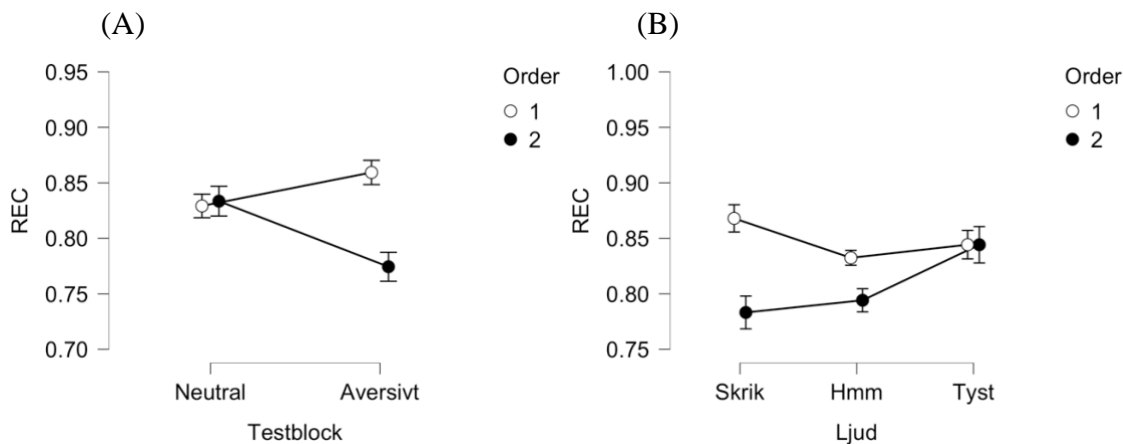 (A)
0.95
0.90
0.85
0.80
0.75
0.70
REC
Neutral
Aversivt
Testblock
Order
1
2
(B)
1.00
0.95
0.90
0.85
0.80
0.75
REC
Skrik
Hmm
Tyst
Ljud
Order
1
2